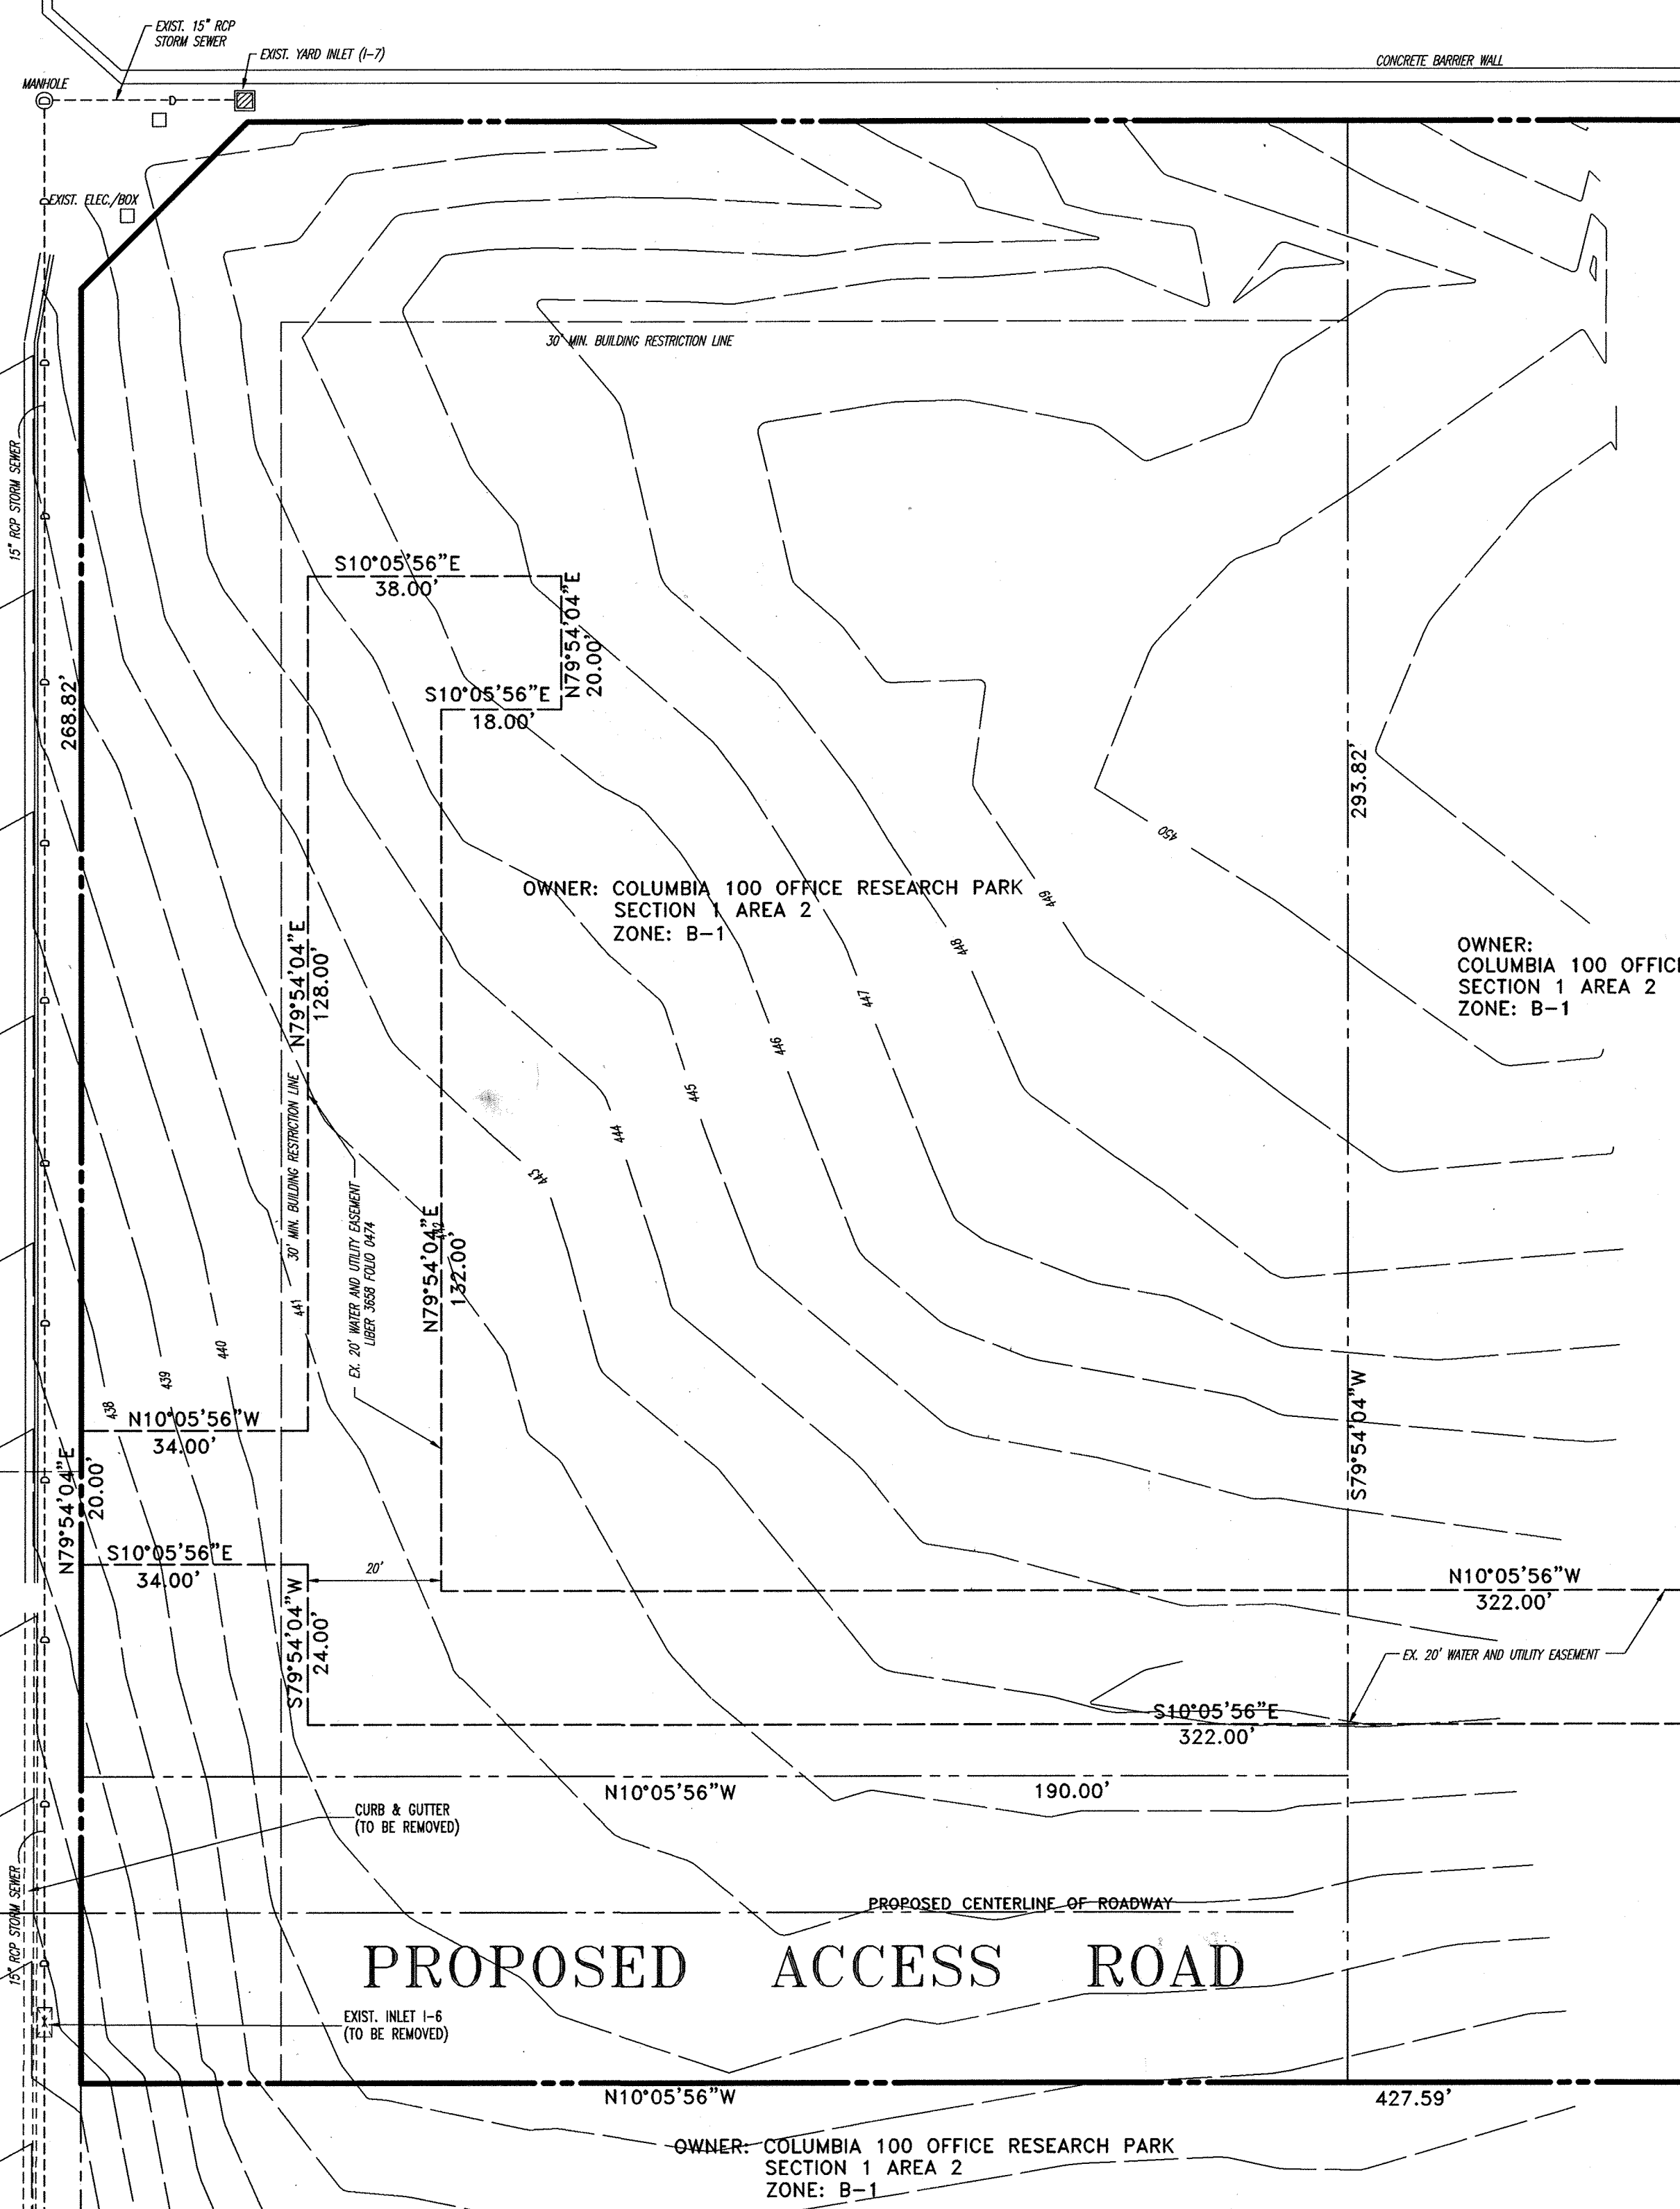 EXIST. 15" RCP
STORM SEWER
EXIST. YARD INLET (I-7)
CONCRETE BARRIER WALL
MANHOLE
EXIST. ELEC./BOX
30' MIN. BUILDING RESTRICTION LINE
15" RCP STORM SEWER
S10°05'56"E
38.00'
N79°54'04"E
20.00'
S10°05'56"E
18.00'
268.82'
293.82'
450
449
448
447
446
445
444
443
442
441
440
439
438
OWNER: COLUMBIA 100 OFFICE RESEARCH PARK
SECTION 1 AREA 2
ZONE: B-1
OWNER:
COLUMBIA 100 OFFICE
SECTION 1 AREA 2
ZONE: B-1
N79°54'04"E
128.00'
30' MIN. BUILDING RESTRICTION LINE
EX. 20' WATER AND UTILITY EASEMENT
LIBER 3658 FOLIO 0474
N79°54'04"E
132.00'
S79°54'04"W
N10°05'56"W
34.00'
N79°54'04"E
20.00'
S10°05'56"E
34.00'
20'
S79°54'04"W
24.00'
N10°05'56"W
322.00'
EX. 20' WATER AND UTILITY EASEMENT
S10°05'56"E
322.00'
N10°05'56"W
190.00'
CURB & GUTTER
(TO BE REMOVED)
15" RCP STORM SEWER
PROPOSED CENTERLINE OF ROADWAY
PROPOSED ACCESS ROAD
EXIST. INLET I-6
(TO BE REMOVED)
N10°05'56"W
427.59'
OWNER: COLUMBIA 100 OFFICE RESEARCH PARK
SECTION 1 AREA 2
ZONE: B-1